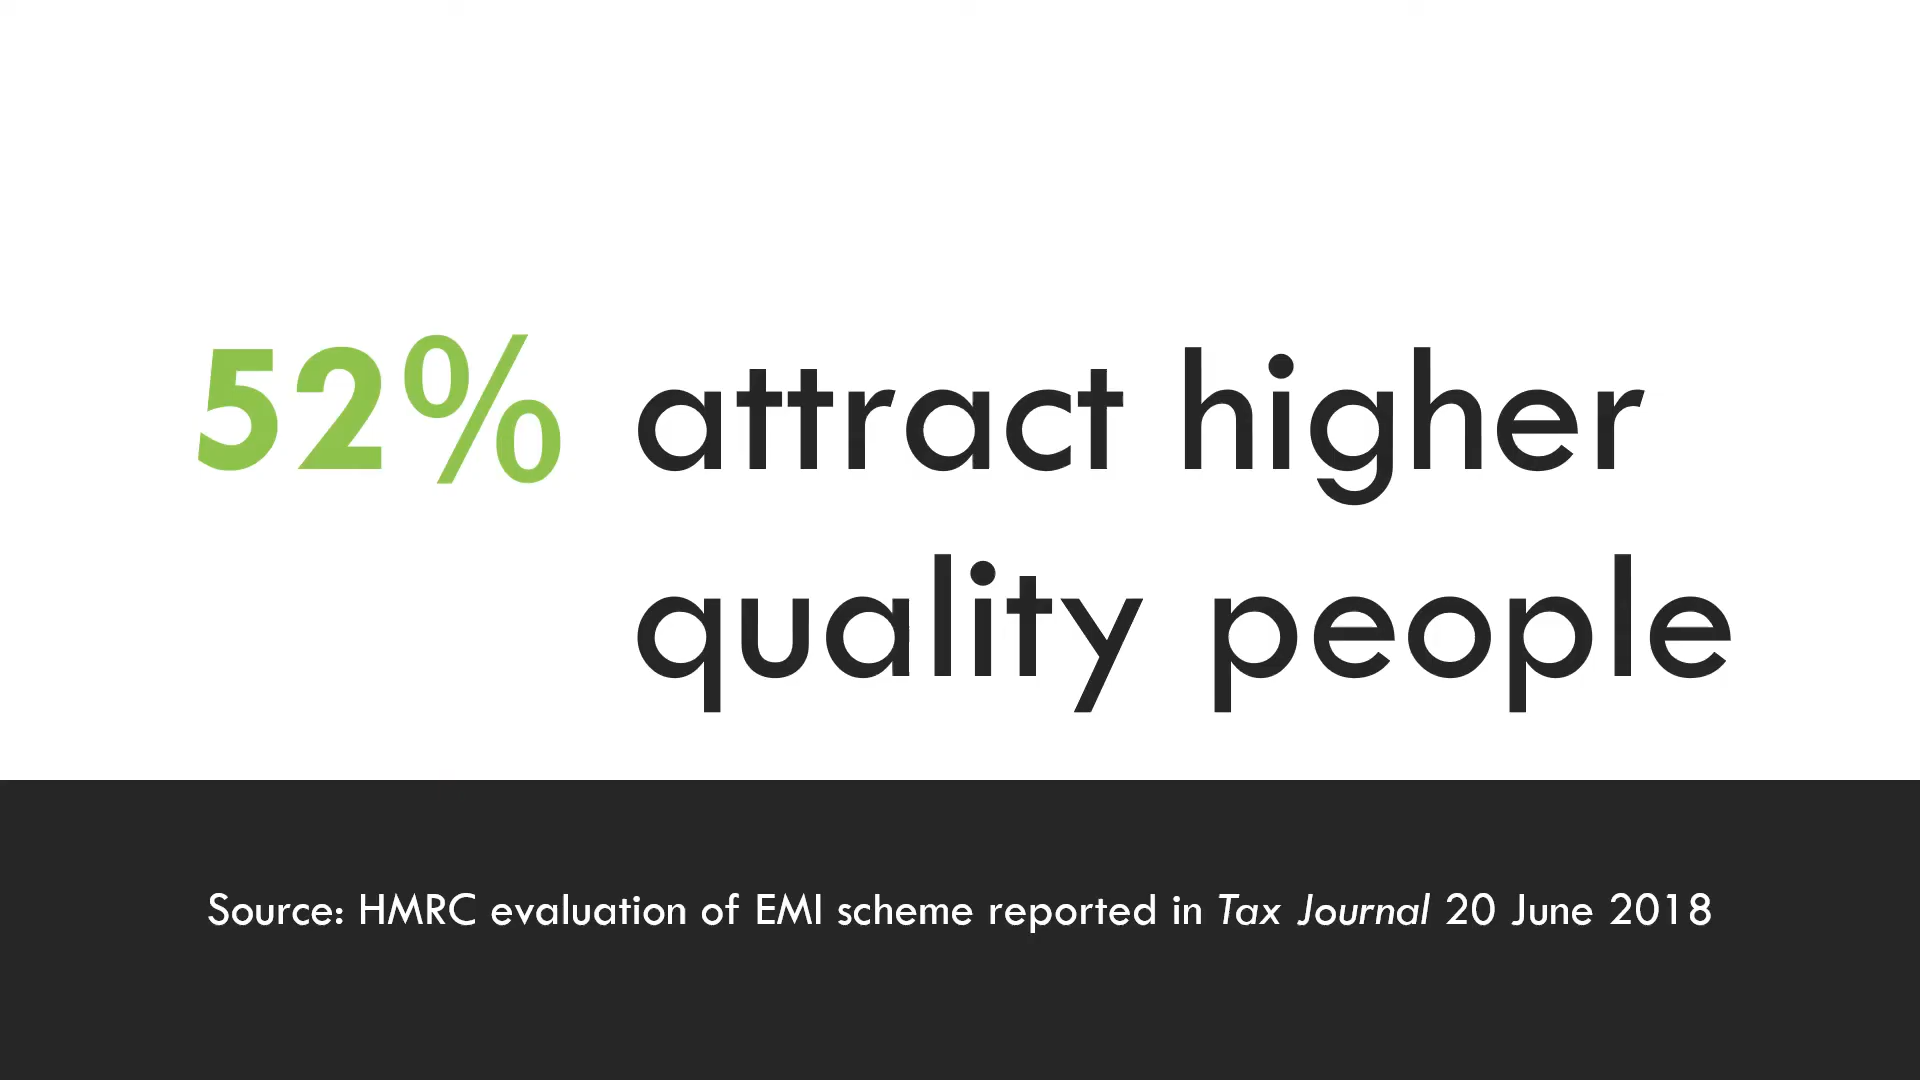 52% attract higher
quality people
Source: HMRC evaluation of EMI scheme reported in Tax Journal 20 June 2018